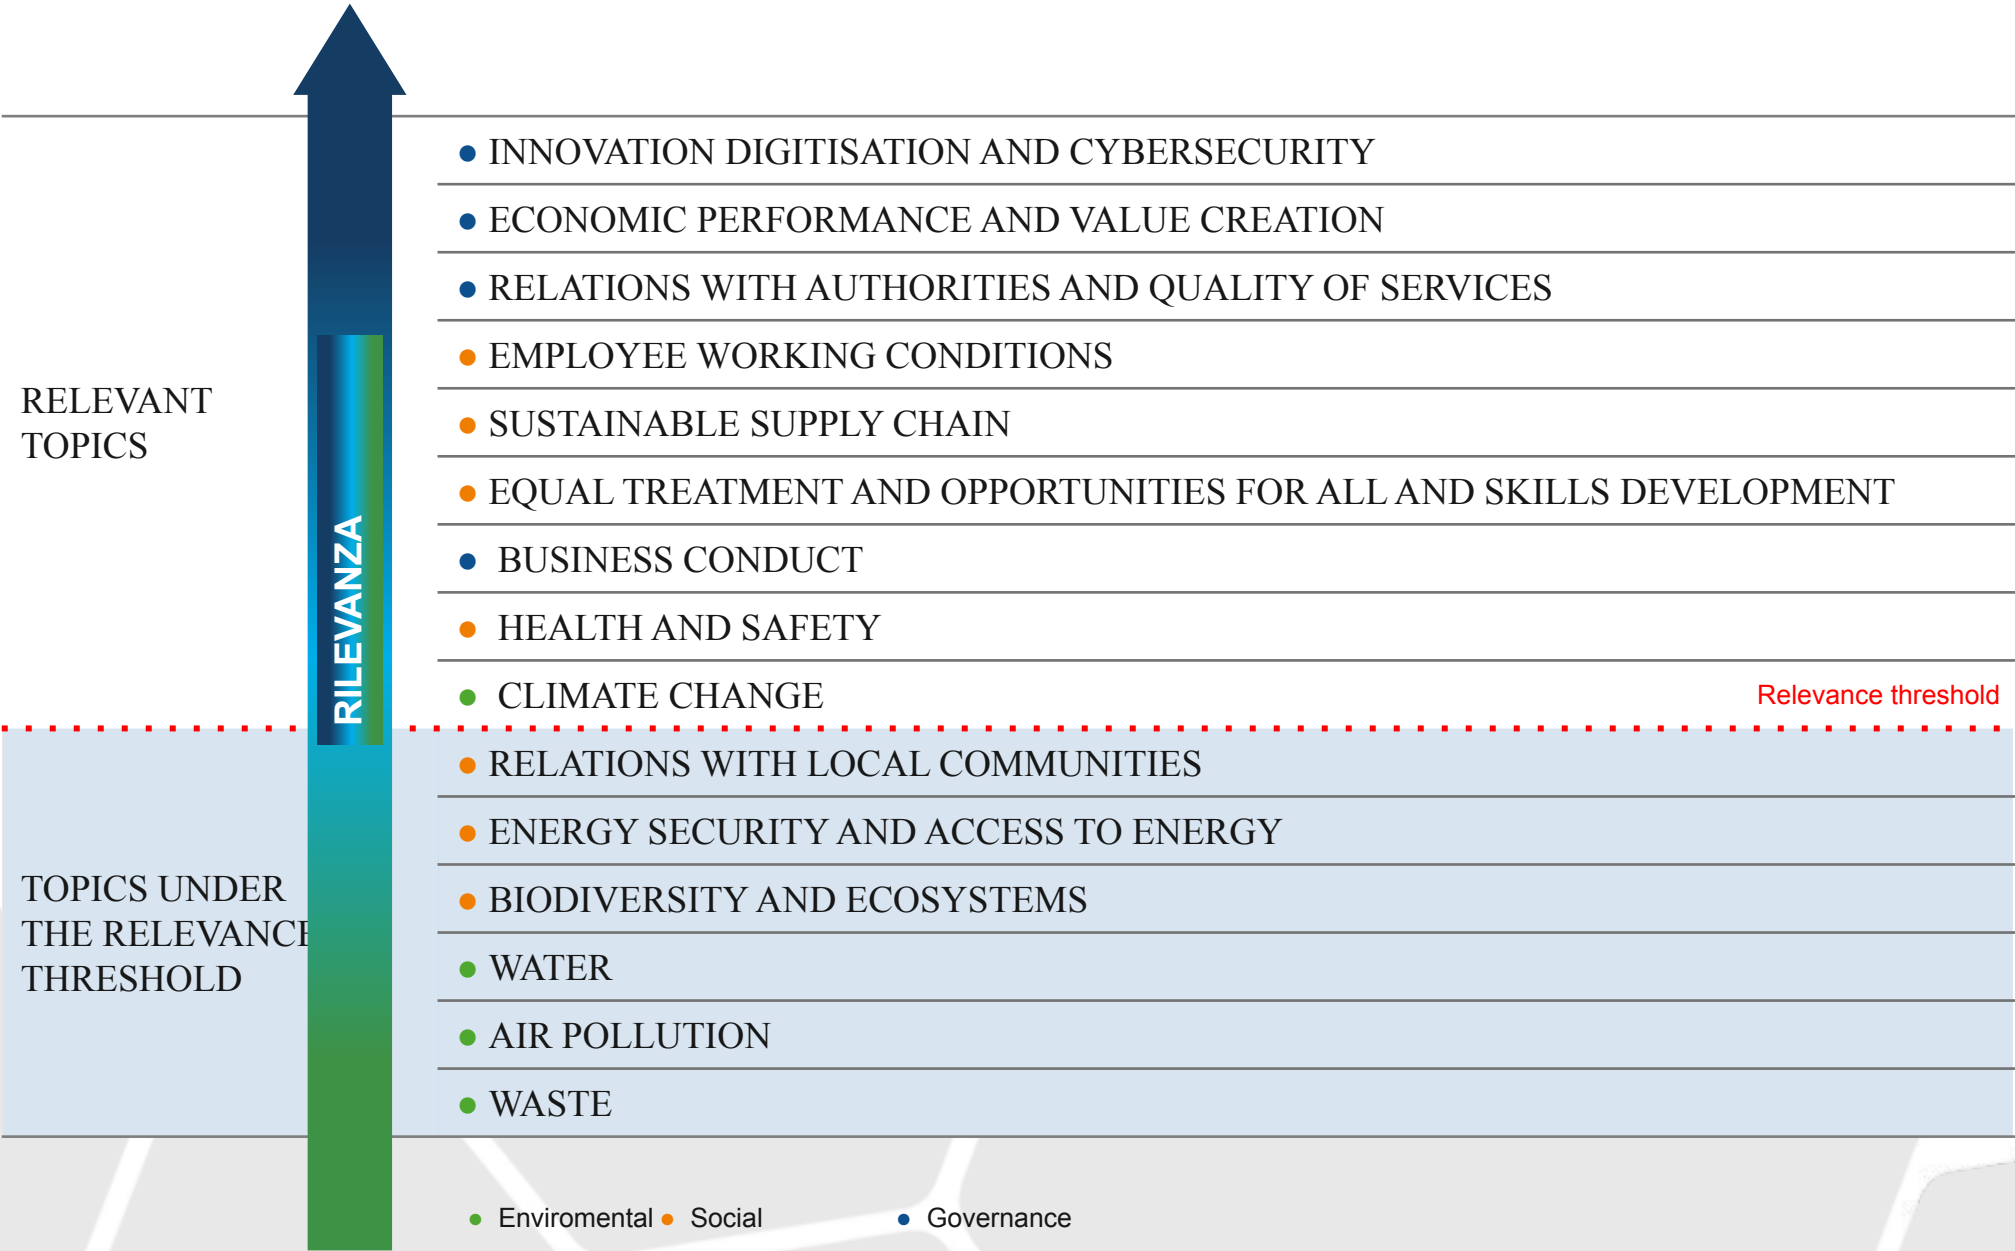 INNOVATION DIGITISATION AND CYBERSECURITY
ECONOMIC PERFORMANCE AND VALUE CREATION
RELATIONS WITH AUTHORITIES AND QUALITY OF SERVICES
EMPLOYEE WORKING CONDITIONS
RELEVANT
TOPICS
SUSTAINABLE SUPPLY CHAIN
EQUAL TREATMENT AND OPPORTUNITIES FOR ALL AND SKILLS DEVELOPMENT
RILEVANZA
BUSINESS CONDUCT
HEALTH AND SAFETY
CLIMATE CHANGE
Relevance threshold
RELATIONS WITH LOCAL COMMUNITIES
ENERGY SECURITY AND ACCESS TO ENERGY
TOPICS UNDER
THE RELEVANCE
THRESHOLD
BIODIVERSITY AND ECOSYSTEMS
WATER
AIR POLLUTION
WASTE
Enviromental
Social
Governance